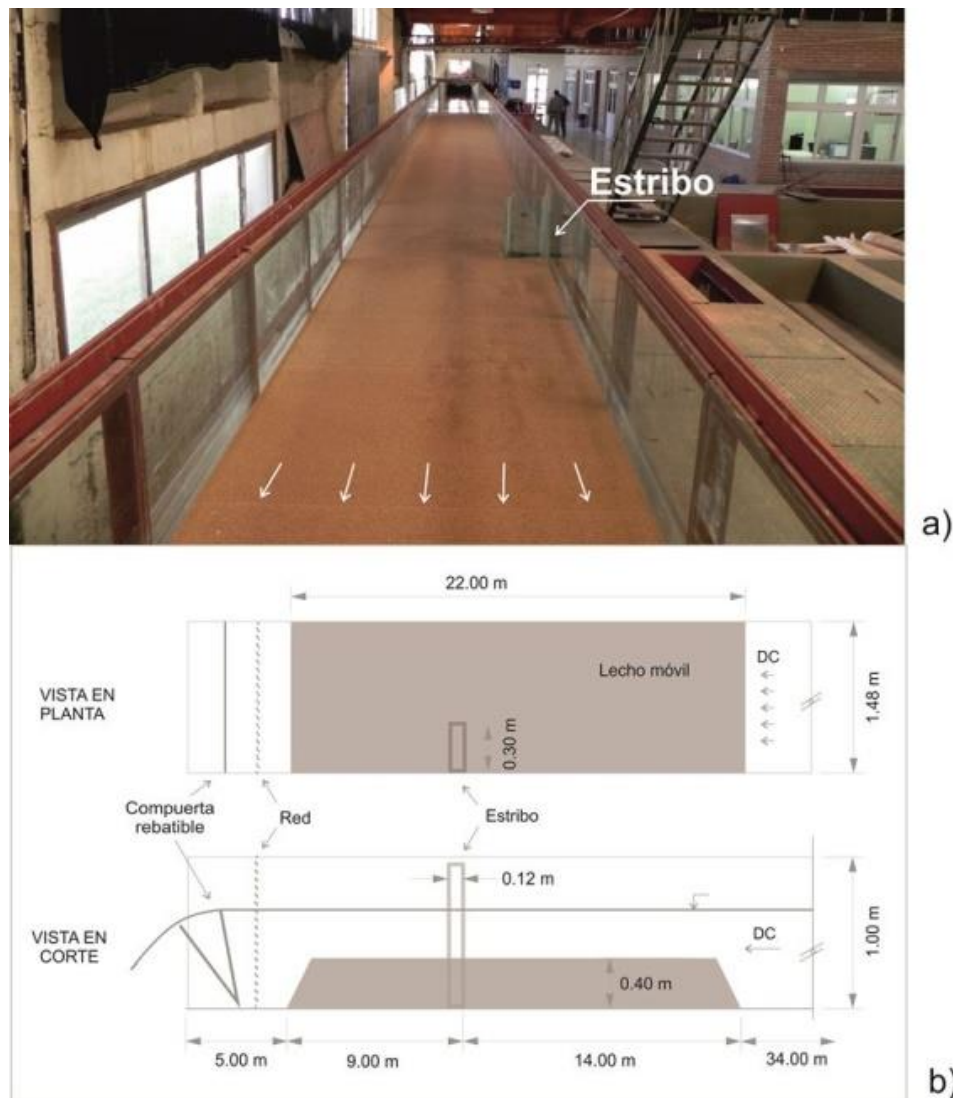 Estribo
a)
22.00 m
VISTA EN
PLANTA
Lecho móvil
DC
1.48 m
0.30 m
Compuerta
rebatible
Red
Estribo
0.12 m
VISTA EN
CORTE
DC
1.00 m
0.40 m
5.00 m
9.00 m
14.00 m
34.00 m
b)